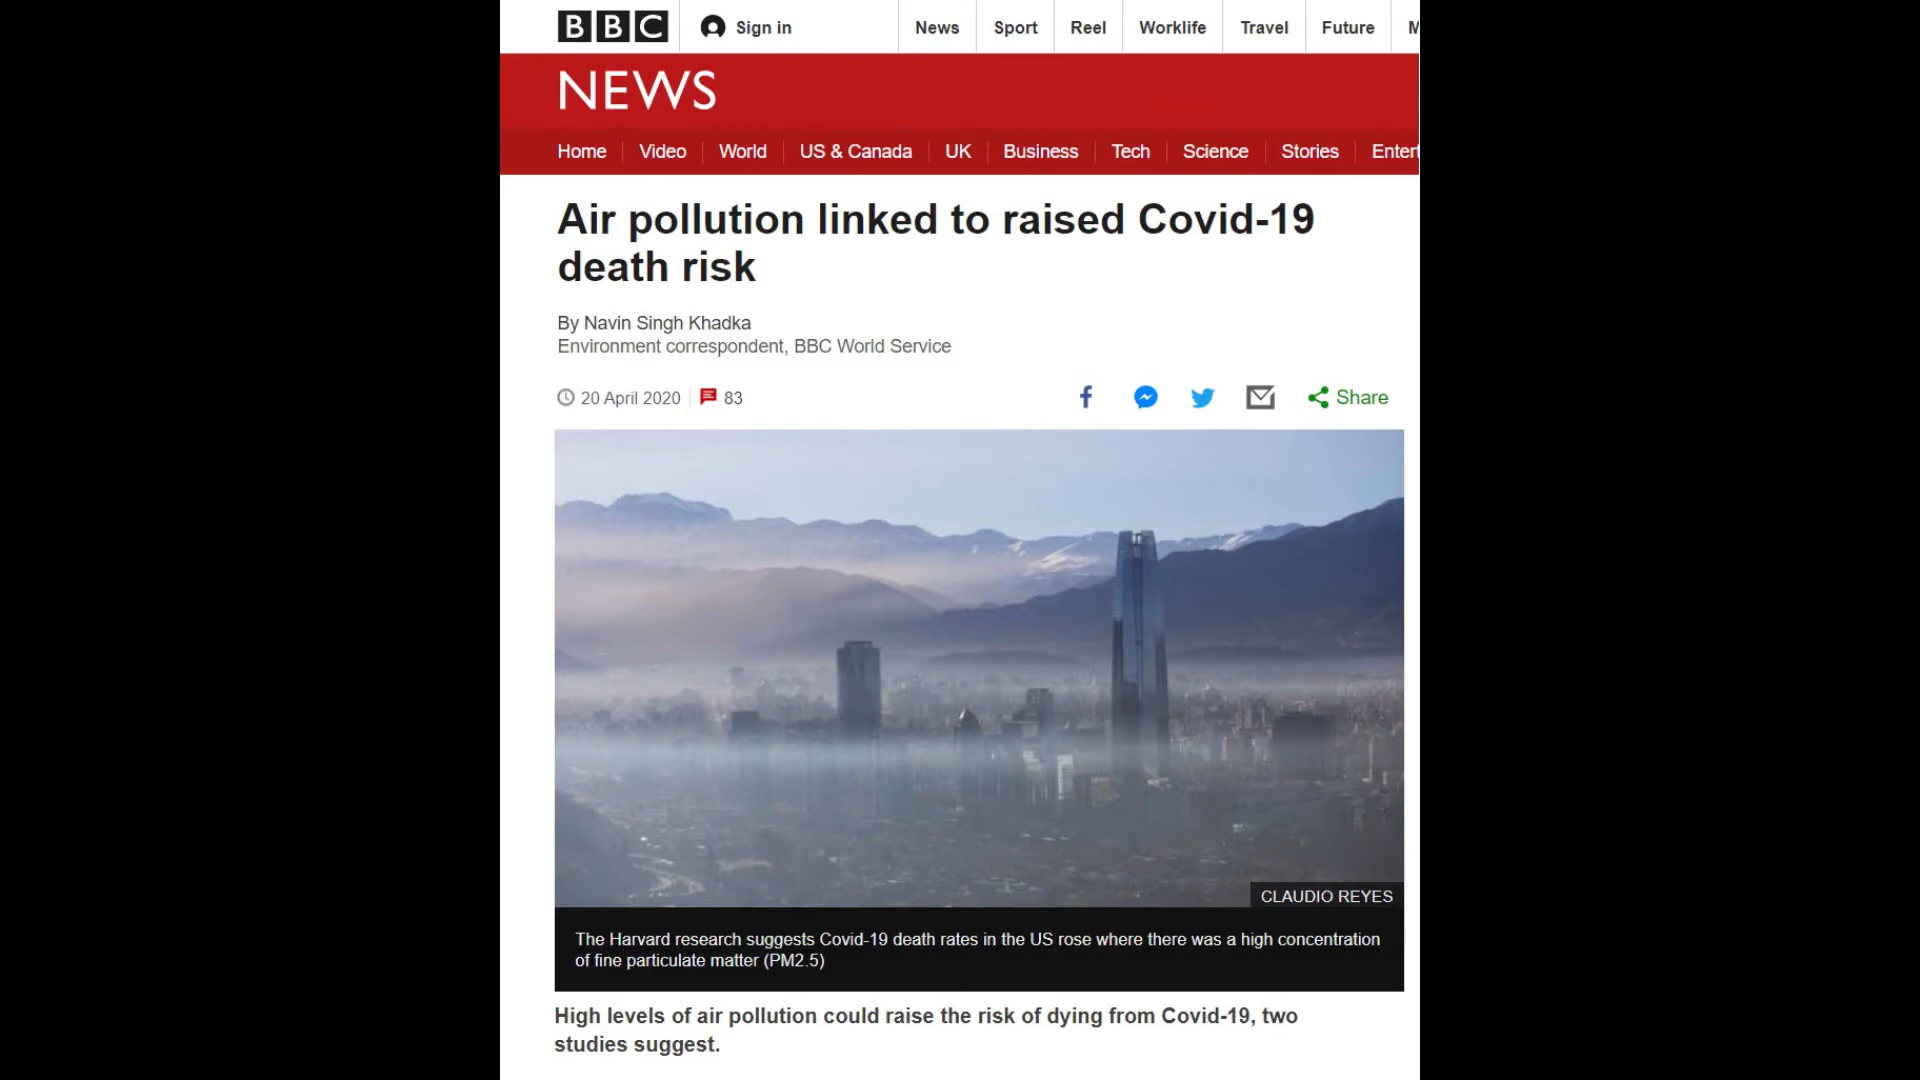 BBC
Sign in
News
Sport
Reel
Worklife
Travel
Future
M
NEWS
Home
Video
World
US & Canada
UK
Business
Tech
Science
Stories
Entert
Air pollution linked to raised Covid-19
death risk
By Navin Singh Khadka
Environment correspondent, BBC World Service
20 April 2020
83
Share
CLAUDIO REYES
The Harvard research suggests Covid-19 death rates in the US rose where there was a high concentration
of fine particulate matter (PM2.5)
High levels of air pollution could raise the risk of dying from Covid-19, two
studies suggest.